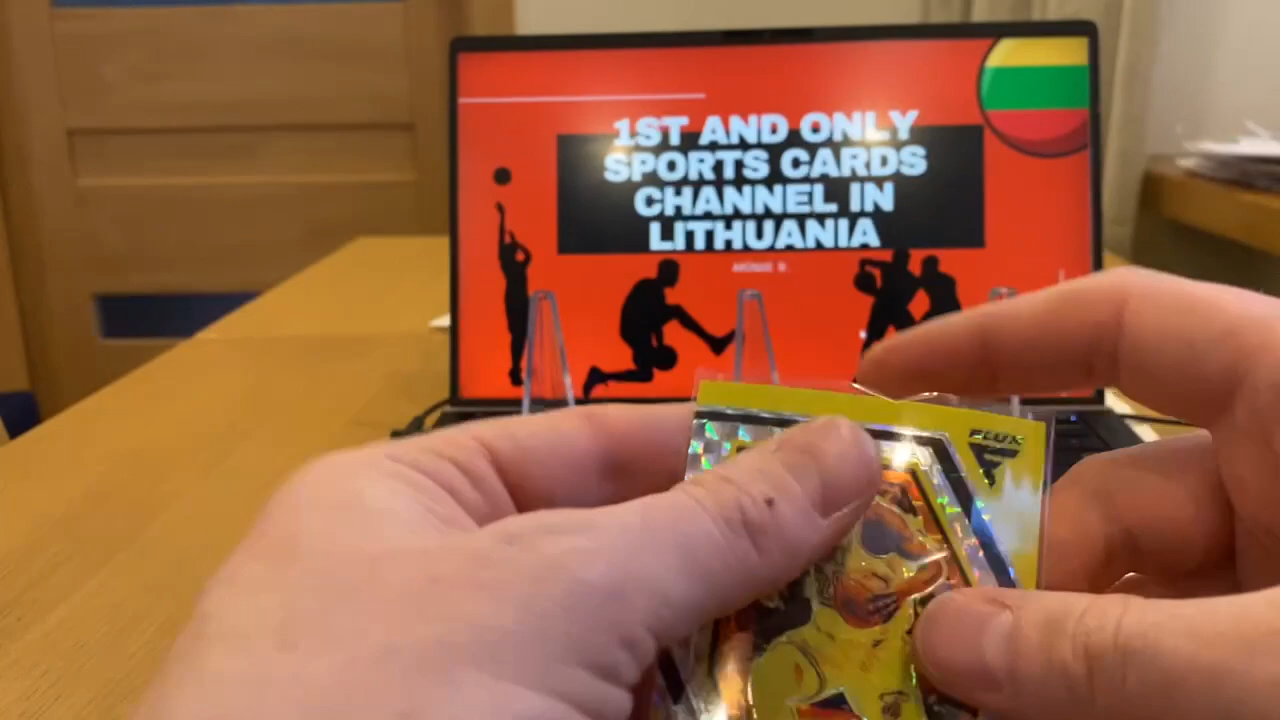 1ST AND ONLY
SPORTS CARDS
CHANNEL IN
LITHUANIA
FLUX